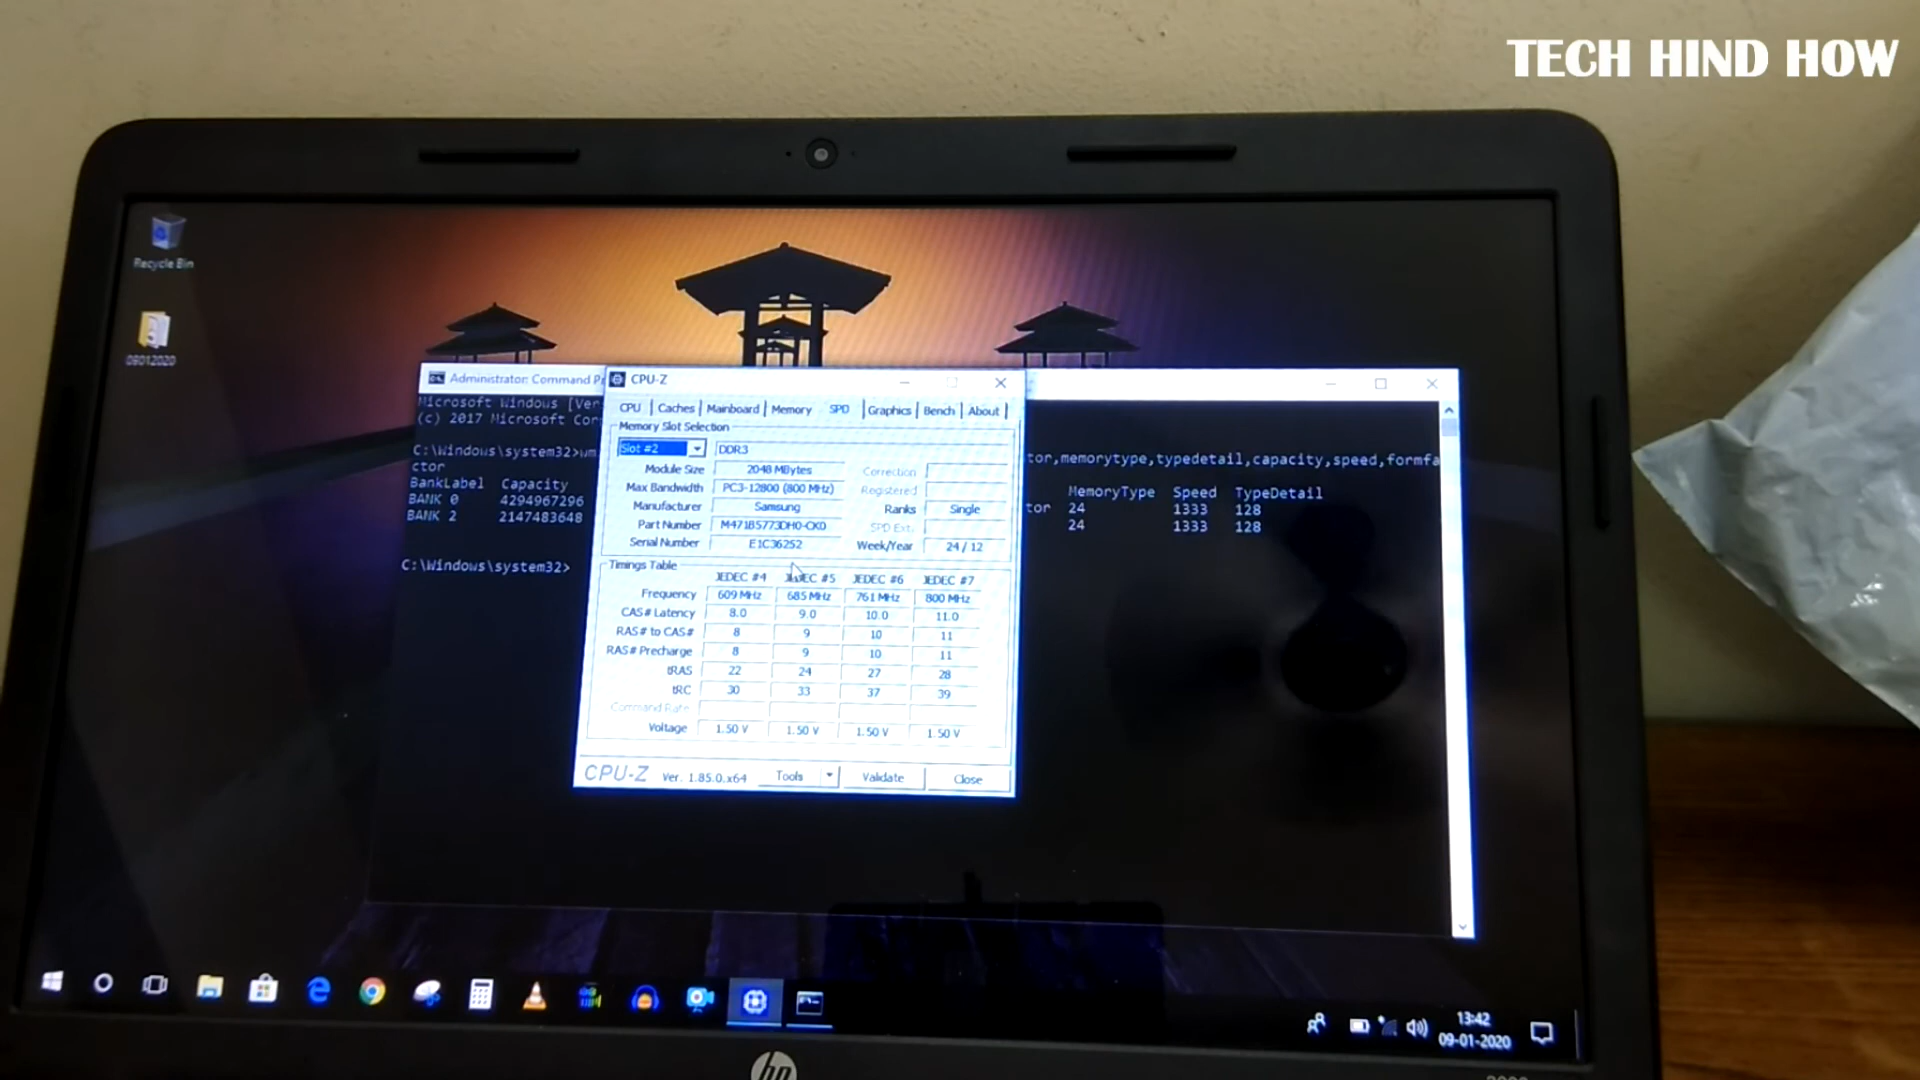 TECH HIND HOW
Recycle Bin
09012020
Administrator: Command Pr
CPU-Z
Microsoft Windows [Ver
(c) 2017 Microsoft Cor
C:\Windows\system32>wm
tor,memorytype,typedetail,capacity,speed,formfa
ctor
BankLabel Capacity
MemoryType Speed TypeDetail
BANK 0 4294967296
tor 24 1333 128
BANK 2 2147483648
24 1333 128
C:\Windows\system32>
CPU Caches Mainboard Memory SPD Graphics Bench About
Memory Slot Selection
Slot #2 DDR3
Module Size 2048 MBytes Correction
Max Bandwidth PC3-12800 (800 MHz) Registered
Manufacturer Samsung Ranks Single
Part Number M471B5773DH0-CK0 SPD Ext.
Serial Number E1C36252 Week/Year 24 / 12
Timings Table
JEDEC #4 JEDEC #5 JEDEC #6 JEDEC #7
Frequency 609 MHz 685 MHz 761 MHz 800 MHz
CAS# Latency 8.0 9.0 10.0 11.0
RAS# to CAS# 8 9 10 11
RAS# Precharge 8 9 10 11
tRAS 22 24 27 28
tRC 30 33 37 39
Command Rate
Voltage 1.50 V 1.50 V 1.50 V 1.50 V
CPU-Z Ver. 1.85.0.x64 Tools Validate Close
13:42
09-01-2020
hp